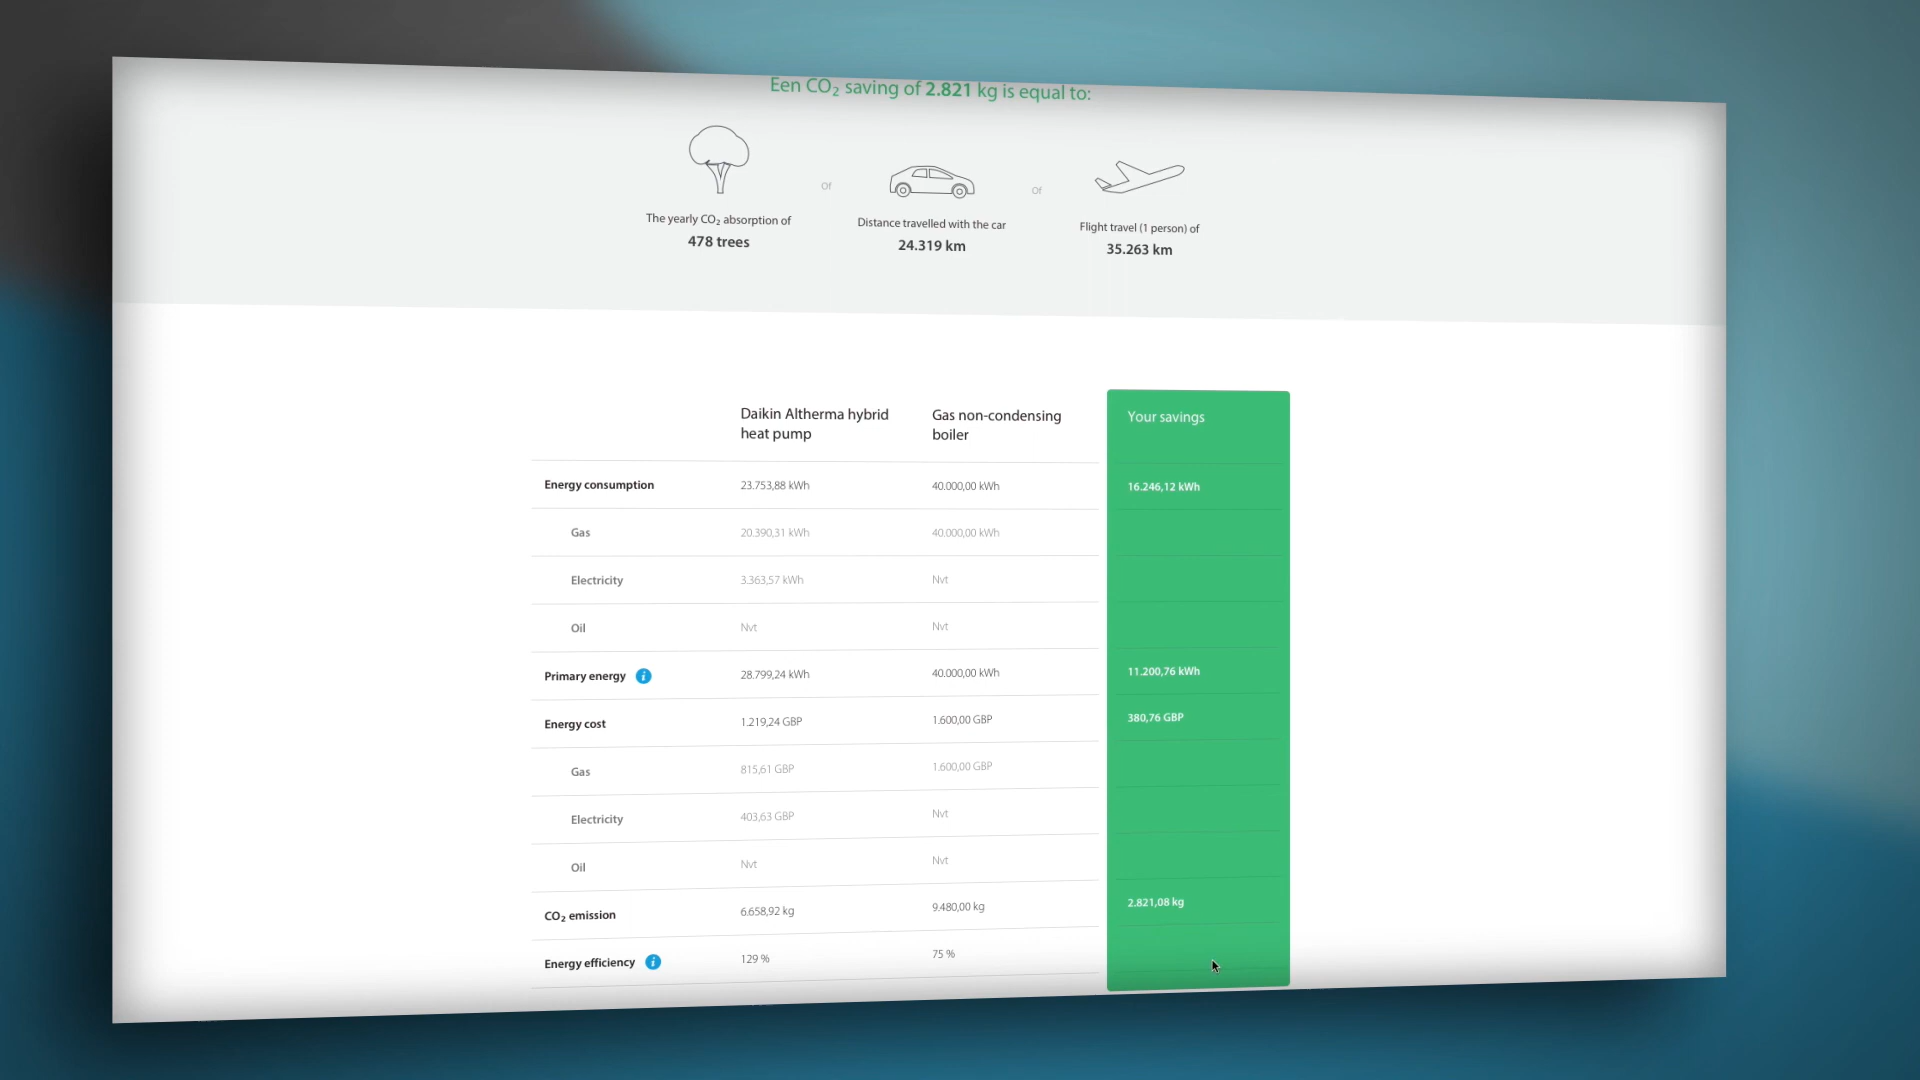 Een CO₂ saving of 2.821 kg is equal to:
The yearly CO₂ absorption of
478 trees
Of
Distance travelled with the car
24.319 km
Of
Flight travel (1 person) of
35.263 km
Daikin Altherma hybrid
heat pump
Gas non-condensing
boiler
Your savings
Energy consumption 23.753,88 kWh 40.000,00 kWh 16.246,12 kWh
Gas 20.390,31 kWh 40.000,00 kWh
Electricity 3.363,57 kWh Nvt
Oil Nvt Nvt
Primary energy i 28.799,24 kWh 40.000,00 kWh 11.200,76 kWh
Energy cost 1.219,24 GBP 1.600,00 GBP 380,76 GBP
Gas 815,61 GBP 1.600,00 GBP
Electricity 403,63 GBP Nvt
Oil Nvt Nvt
CO₂ emission 6.658,92 kg 9.480,00 kg 2.821,08 kg
Energy efficiency i 129 % 75 %